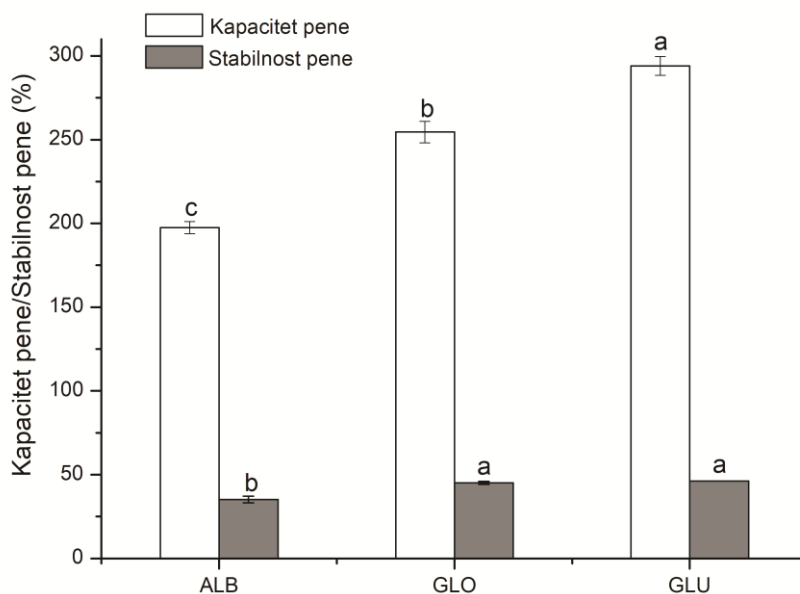 Kapacitet pene
Stabilnost pene
Kapacitet pene/Stabilnost pene (%)
300
250
200
150
100
50
0
c
b
b
a
a
a
ALB
GLO
GLU